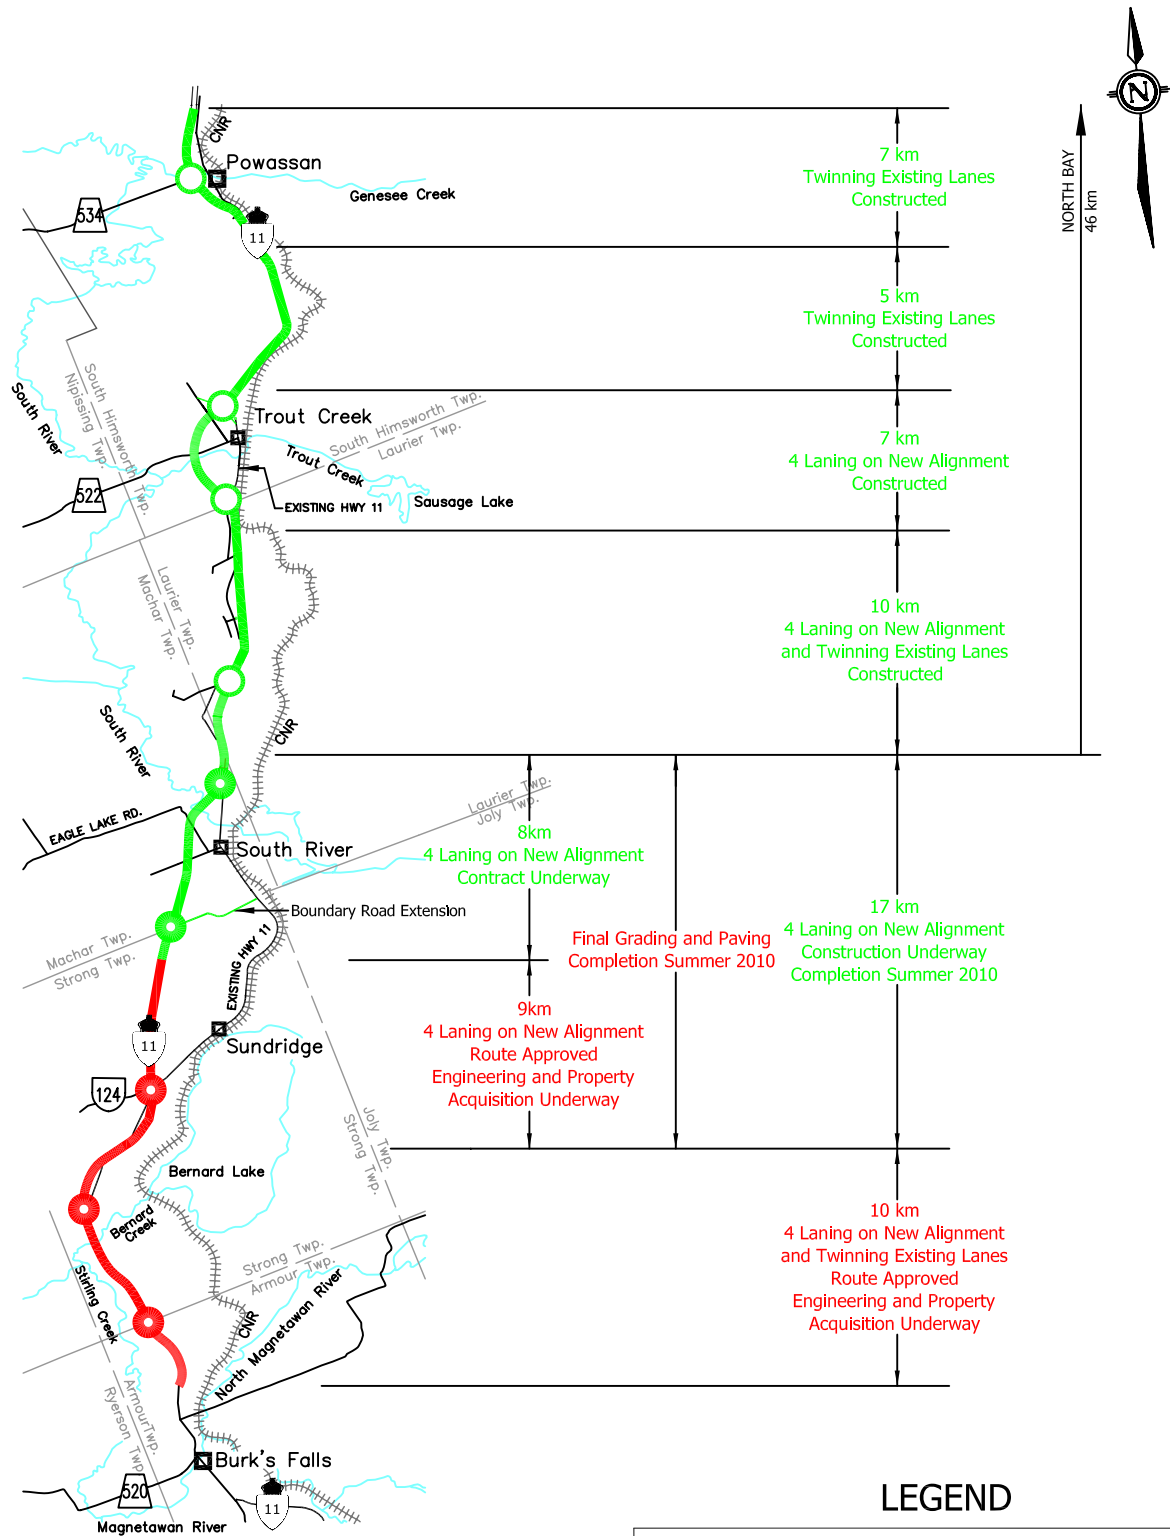 CNR
Powassan
Genesee Creek
534
11
N
NORTH BAY
46 km
7 km
Twinning Existing Lanes
Constructed
5 km
Twinning Existing Lanes
Constructed
South River
South Himsworth Twp.
Nipissing Twp.
Trout Creek
South Himsworth Twp.
Laurier Twp.
Trout Creek
Sausage Lake
522
EXISTING HWY 11
7 km
4 Laning on New Alignment
Constructed
Laurier Twp.
Machar Twp.
10 km
4 Laning on New Alignment
and Twinning Existing Lanes
Constructed
South River
CNR
EAGLE LAKE RD.
South River
Laurier Twp.
Joly Twp.
8km
4 Laning on New Alignment
Contract Underway
Boundary Road Extension
Machar Twp.
Strong Twp.
EXISTING HWY 11
Final Grading and Paving
Completion Summer 2010
17 km
4 Laning on New Alignment
Construction Underway
Completion Summer 2010
9km
4 Laning on New Alignment
Route Approved
Engineering and Property
Acquisition Underway
11
Sundridge
124
Joly Twp.
Strong Twp.
Bernard Lake
Bernard
Creek
Stirling Creek
Strong Twp.
Armour Twp.
10 km
4 Laning on New Alignment
and Twinning Existing Lanes
Route Approved
Engineering and Property
Acquisition Underway
CNR
North Magnetawan River
ArmourTwp.
Ryerson Twp.
Burk's Falls
520
11
Magnetawan River
LEGEND